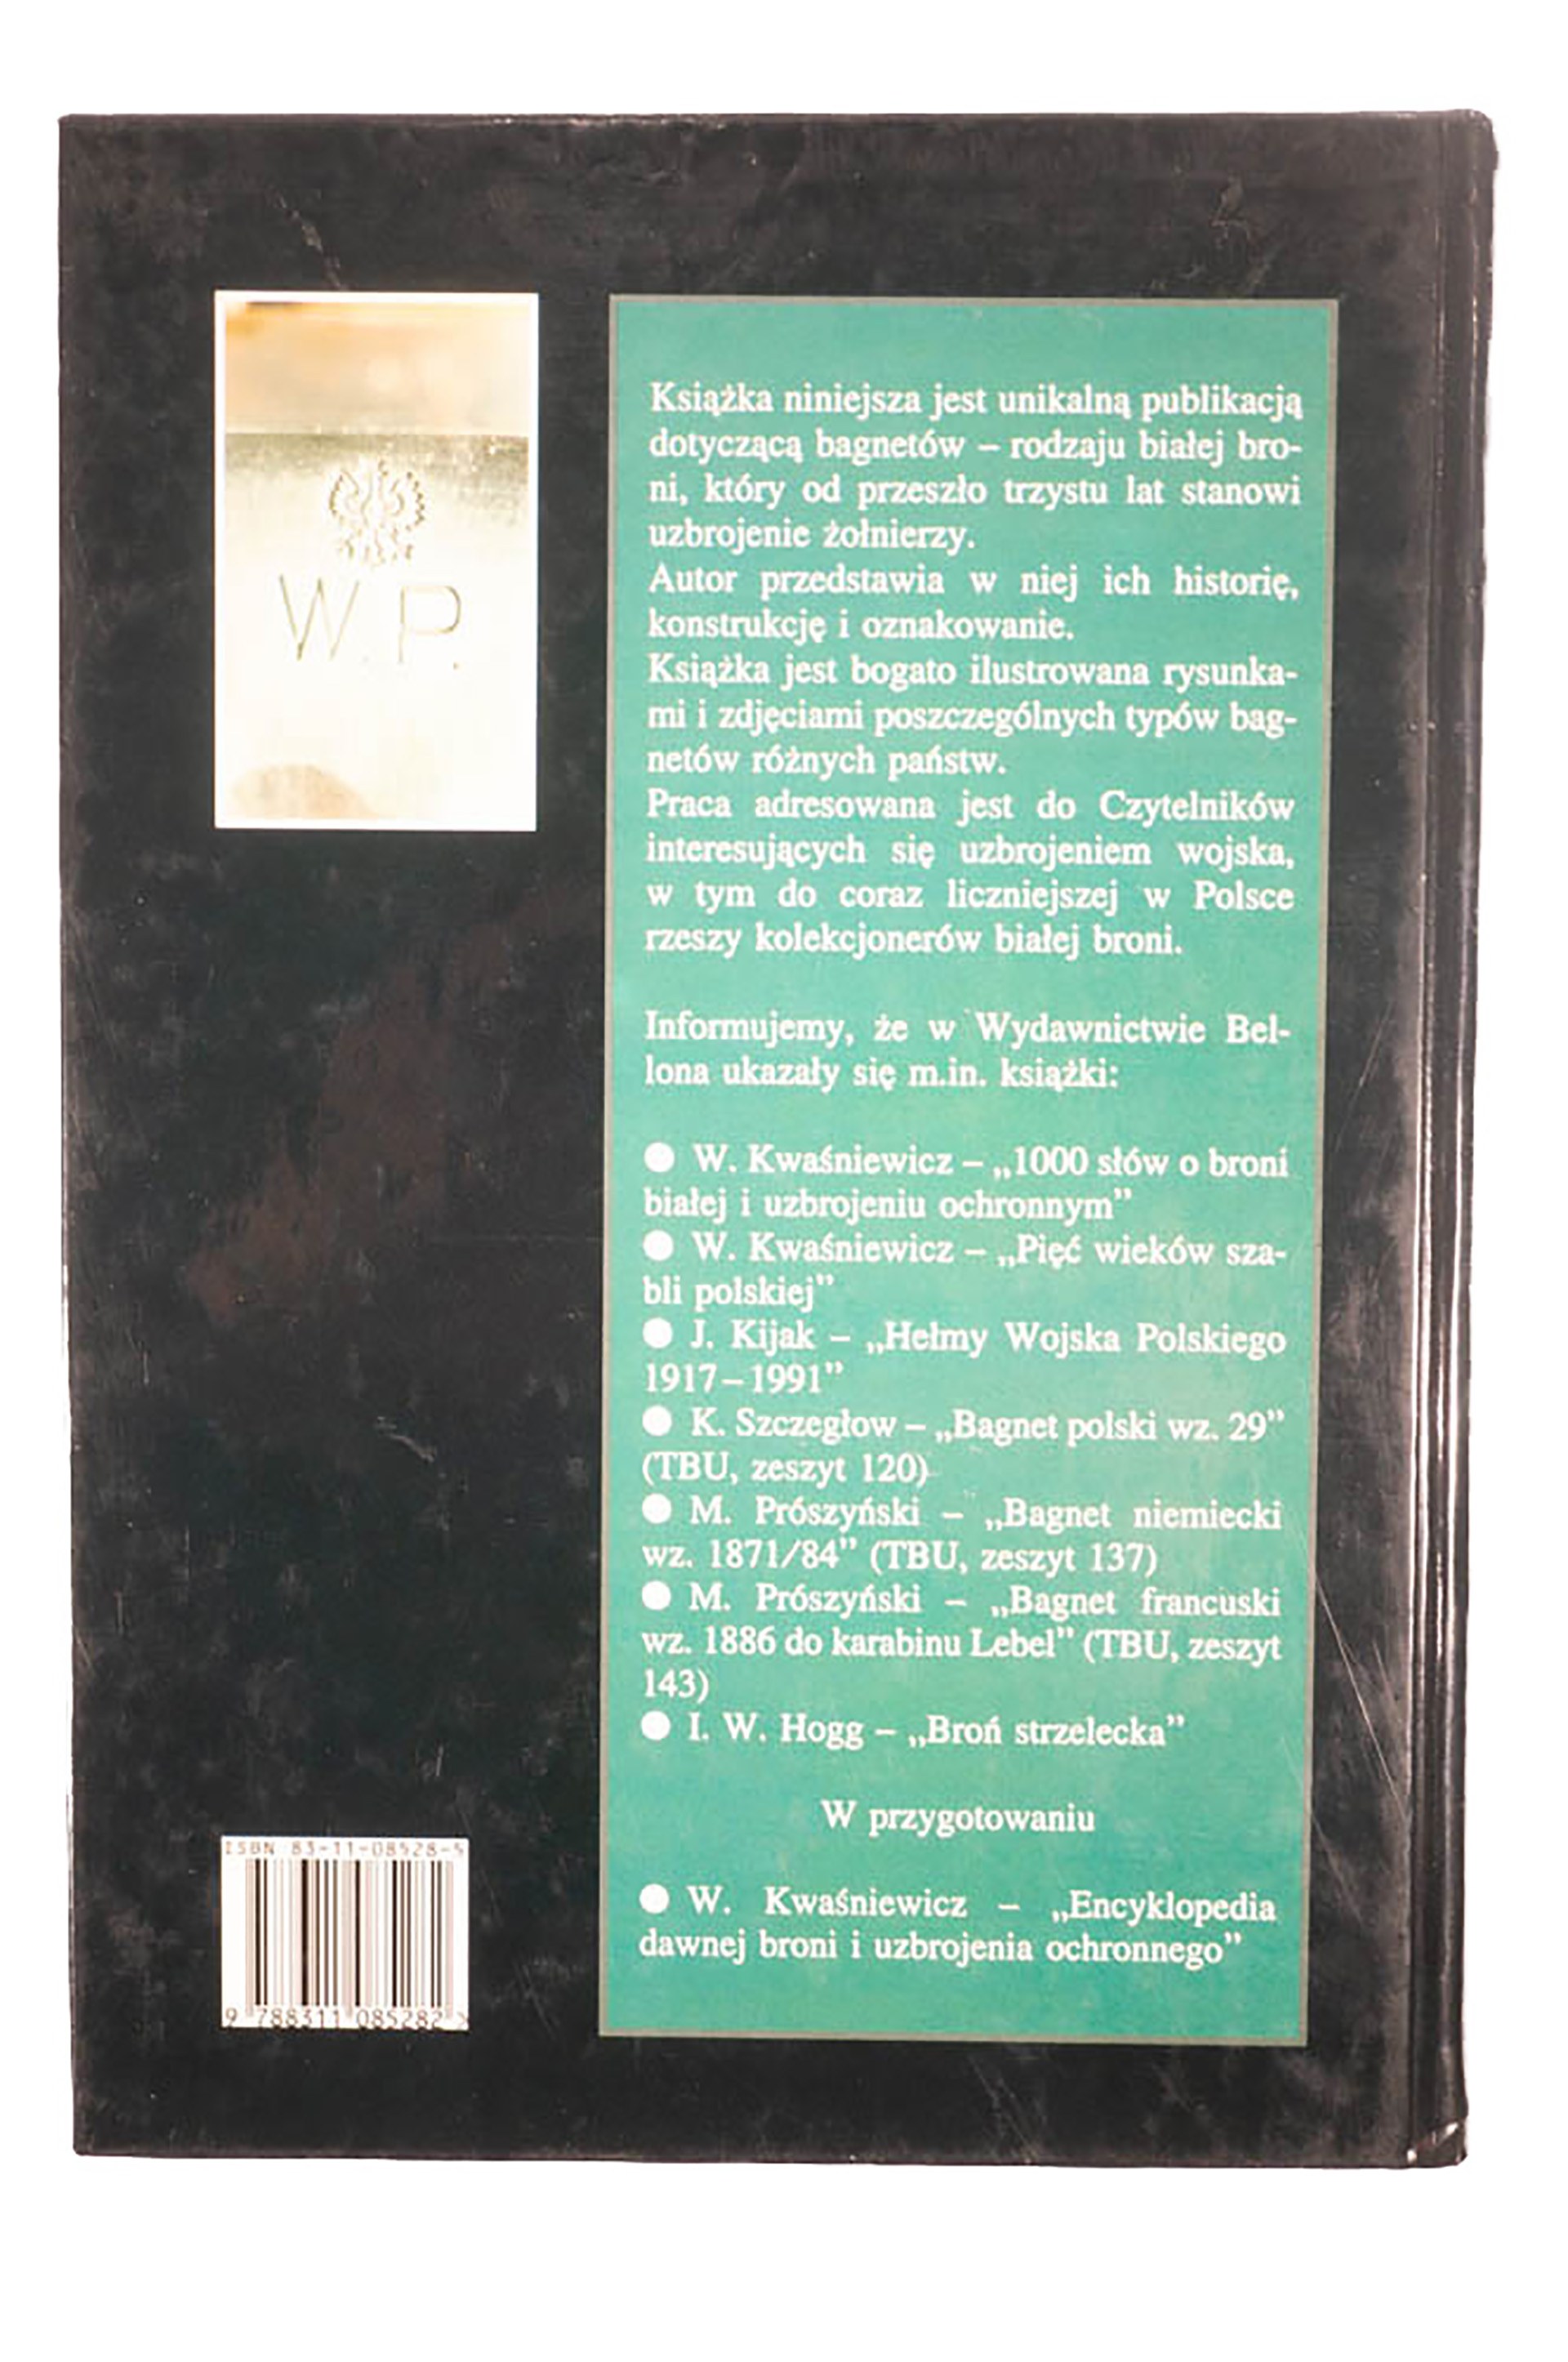 W.P.
Książka niniejsza jest unikalną publikacją
dotyczącą bagnetów – rodzaju białej bro-
ni, który od przeszło trzystu lat stanowi
uzbrojenie żołnierzy.
Autor przedstawia w niej ich historię,
konstrukcję i oznakowanie.
Książka jest bogato ilustrowana rysunka-
mi i zdjęciami poszczególnych typów bag-
netów różnych państw.
Praca adresowana jest do Czytelników
interesujących się uzbrojeniem wojska,
w tym do coraz liczniejszej w Polsce
rzeszy kolekcjonerów białej broni.
Informujemy, że w Wydawnictwie Bel-
lona ukazały się m.in. książki:
● W. Kwaśniewicz – „1000 słów o broni
białej i uzbrojeniu ochronnym”
● W. Kwaśniewicz – „Pięć wieków sza-
bli polskiej”
● J. Kijak – „Hełmy Wojska Polskiego
1917–1991”
● K. Szczegłow – „Bagnet polski wz. 29”
(TBU, zeszyt 120)
● M. Prószyński – „Bagnet niemiecki
wz. 1871/84” (TBU, zeszyt 137)
● M. Prószyński – „Bagnet francuski
wz. 1886 do karabinu Lebel” (TBU, zeszyt
143)
● I. W. Hogg – „Broń strzelecka”
W przygotowaniu
● W. Kwaśniewicz – „Encyklopedia
dawnej broni i uzbrojenia ochronnego”
ISBN 83-11-08528-5
9 788311 085282 >